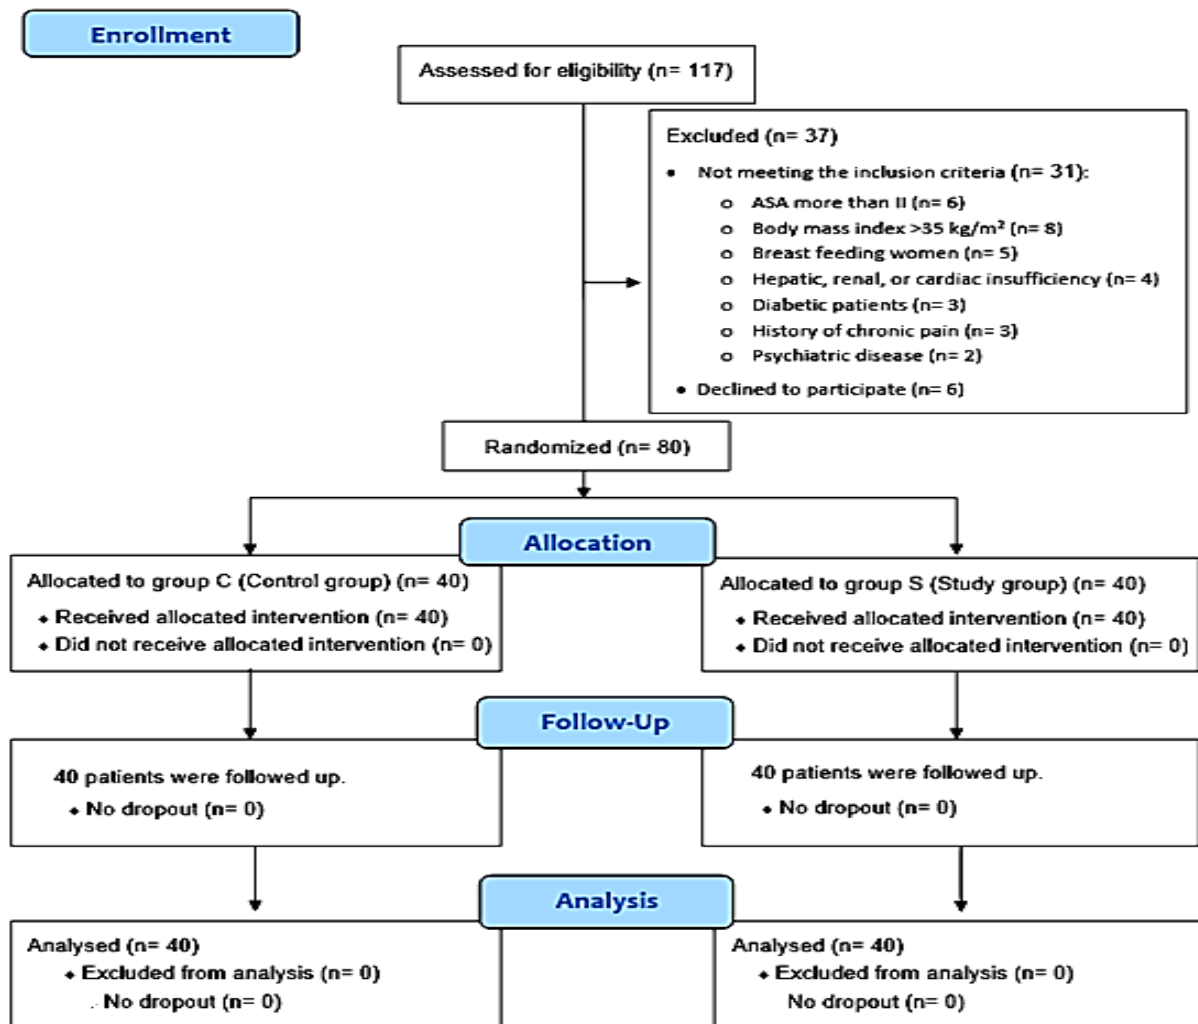 Enrollment
Assessed for eligibility (n= 117)
Excluded (n= 37)
• Not meeting the inclusion criteria (n= 31):
o ASA more than II (n= 6)
o Body mass index >35 kg/m² (n= 8)
o Breast feeding women (n= 5)
o Hepatic, renal, or cardiac insufficiency (n= 4)
o Diabetic patients (n= 3)
o History of chronic pain (n= 3)
o Psychiatric disease (n= 2)
• Declined to participate (n= 6)
Randomized (n= 80)
Allocation
Allocated to group C (Control group) (n= 40)
♦ Received allocated intervention (n= 40)
♦ Did not receive allocated intervention (n= 0)
Allocated to group S (Study group) (n= 40)
♦ Received allocated intervention (n= 40)
♦ Did not receive allocated intervention (n= 0)
Follow-Up
40 patients were followed up.
♦ No dropout (n= 0)
40 patients were followed up.
♦ No dropout (n= 0)
Analysis
Analysed (n= 40)
♦ Excluded from analysis (n= 0)
. No dropout (n= 0)
Analysed (n= 40)
♦ Excluded from analysis (n= 0)
No dropout (n= 0)